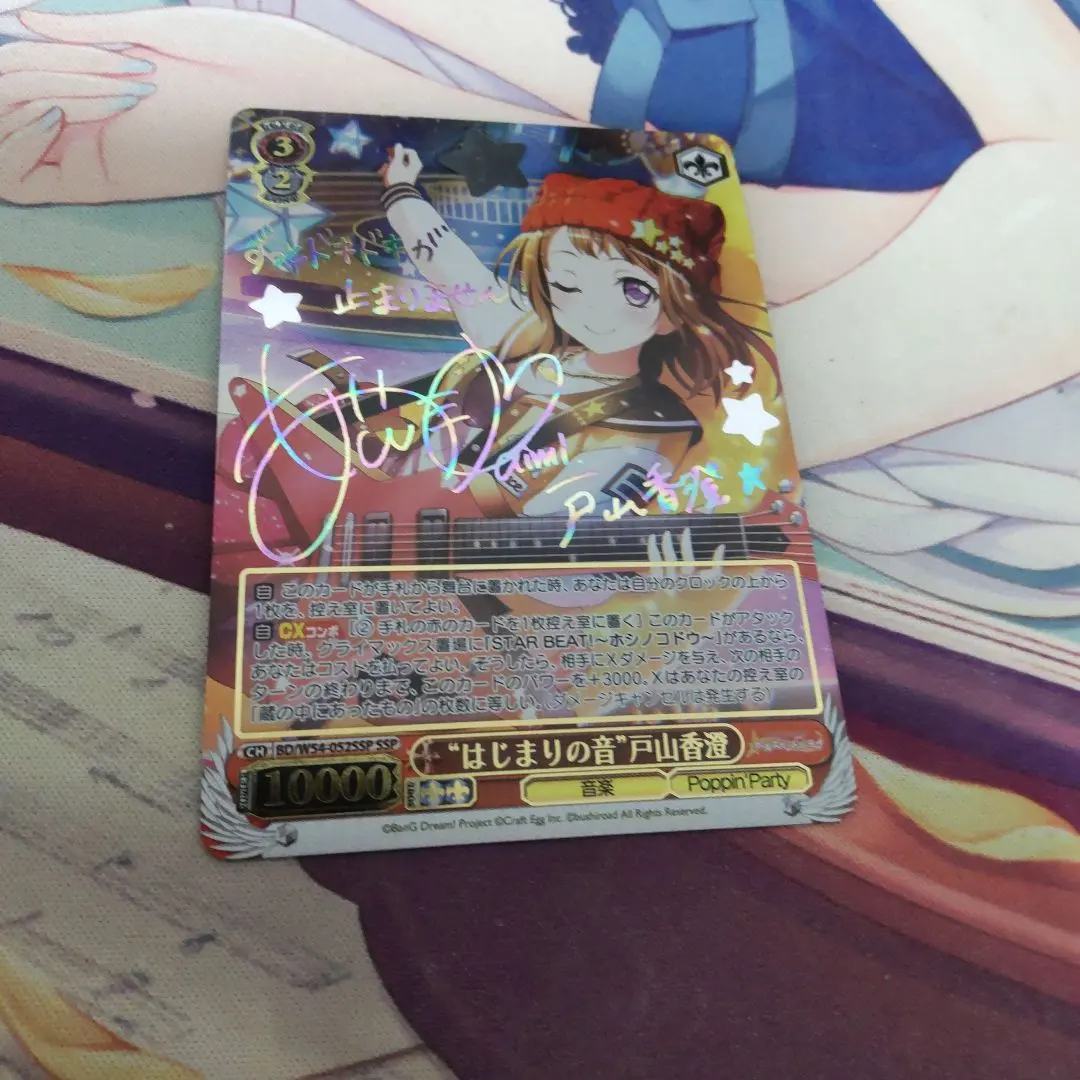 3
2
ずっとドキドキが
止まりません
aimi.
戸山香澄
自 このカードが手札から舞台に置かれた時、あなたは自分のクロックの上から
1枚を、控え室に置いてよい。
自 CXコンボ [② 手札の赤のカードを1枚控え室に置く] このカードがアタック
した時、クライマックス置場に「STAR BEAT!~ホシノコドウ~」があるなら、
あなたはコストを払ってよい。そうしたら、相手にXダメージを与え、次の相手の
ターンの終わりまで、このカードのパワーを+3000。Xはあなたの控え室の
「蔵の中にあったもの」の枚数に等しい。(ダメージキャンセルは発生する)
BD/W54-052SSP SSP
"はじまりの音"戸山香澄
10000
音楽
Poppin'Party
©BanG Dream! Project ©Craft Egg Inc. ©bushiroad All Rights Reserved.